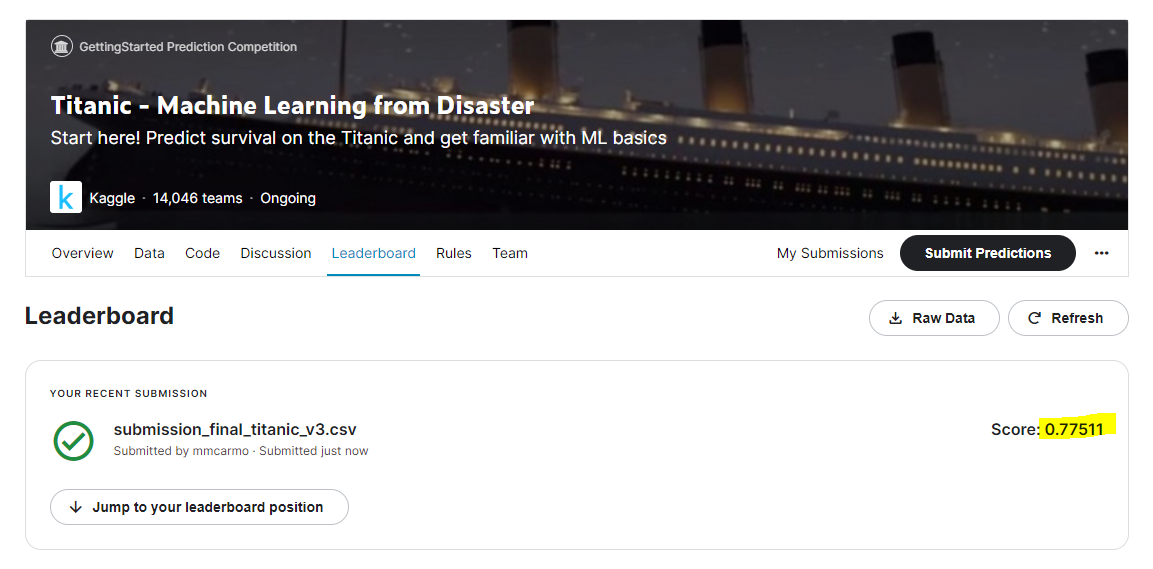 GettingStarted Prediction Competition
Titanic - Machine Learning from Disaster
Start here! Predict survival on the Titanic and get familiar with ML basics
k Kaggle · 14,046 teams · Ongoing
Overview Data Code Discussion Leaderboard Rules Team My Submissions Submit Predictions ...
Leaderboard Raw Data Refresh
YOUR RECENT SUBMISSION
submission_final_titanic_v3.csv Score: 0.77511
Submitted by mmcarmo · Submitted just now
Jump to your leaderboard position